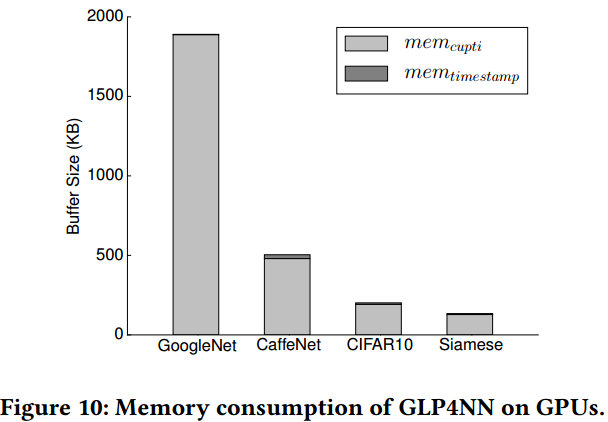 2000
1500
1000
500
0
Buffer Size (KB)
mem_cupti
mem_timestamp
GoogleNet CaffeNet CIFAR10 Siamese
Figure 10: Memory consumption of GLP4NN on GPUs.